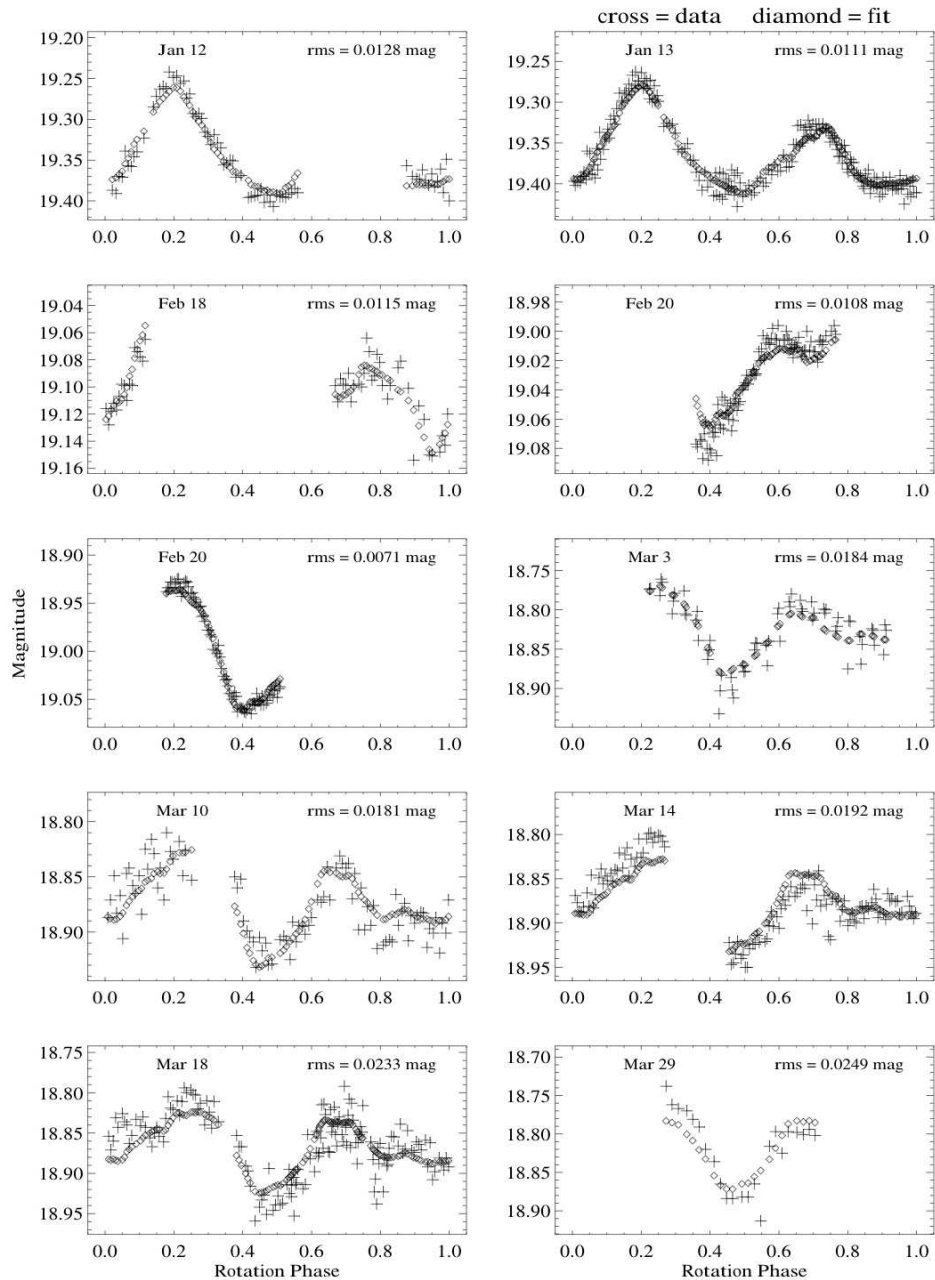 cross = data diamond = fit
Jan 12 rms = 0.0128 mag
19.20
19.25
19.30
19.35
19.40
0.0 0.2 0.4 0.6 0.8 1.0
Jan 13 rms = 0.0111 mag
19.25
19.30
19.35
19.40
0.0 0.2 0.4 0.6 0.8 1.0
Feb 18 rms = 0.0115 mag
19.04
19.06
19.08
19.10
19.12
19.14
19.16
0.0 0.2 0.4 0.6 0.8 1.0
Feb 20 rms = 0.0108 mag
18.98
19.00
19.02
19.04
19.06
19.08
0.0 0.2 0.4 0.6 0.8 1.0
Magnitude
Feb 20 rms = 0.0071 mag
18.90
18.95
19.00
19.05
0.0 0.2 0.4 0.6 0.8 1.0
Mar 3 rms = 0.0184 mag
18.75
18.80
18.85
18.90
0.0 0.2 0.4 0.6 0.8 1.0
Mar 10 rms = 0.0181 mag
18.80
18.85
18.90
0.0 0.2 0.4 0.6 0.8 1.0
Mar 14 rms = 0.0192 mag
18.80
18.85
18.90
18.95
0.0 0.2 0.4 0.6 0.8 1.0
Mar 18 rms = 0.0233 mag
18.75
18.80
18.85
18.90
18.95
0.0 0.2 0.4 0.6 0.8 1.0
Rotation Phase
Mar 29 rms = 0.0249 mag
18.70
18.75
18.80
18.85
18.90
0.0 0.2 0.4 0.6 0.8 1.0
Rotation Phase